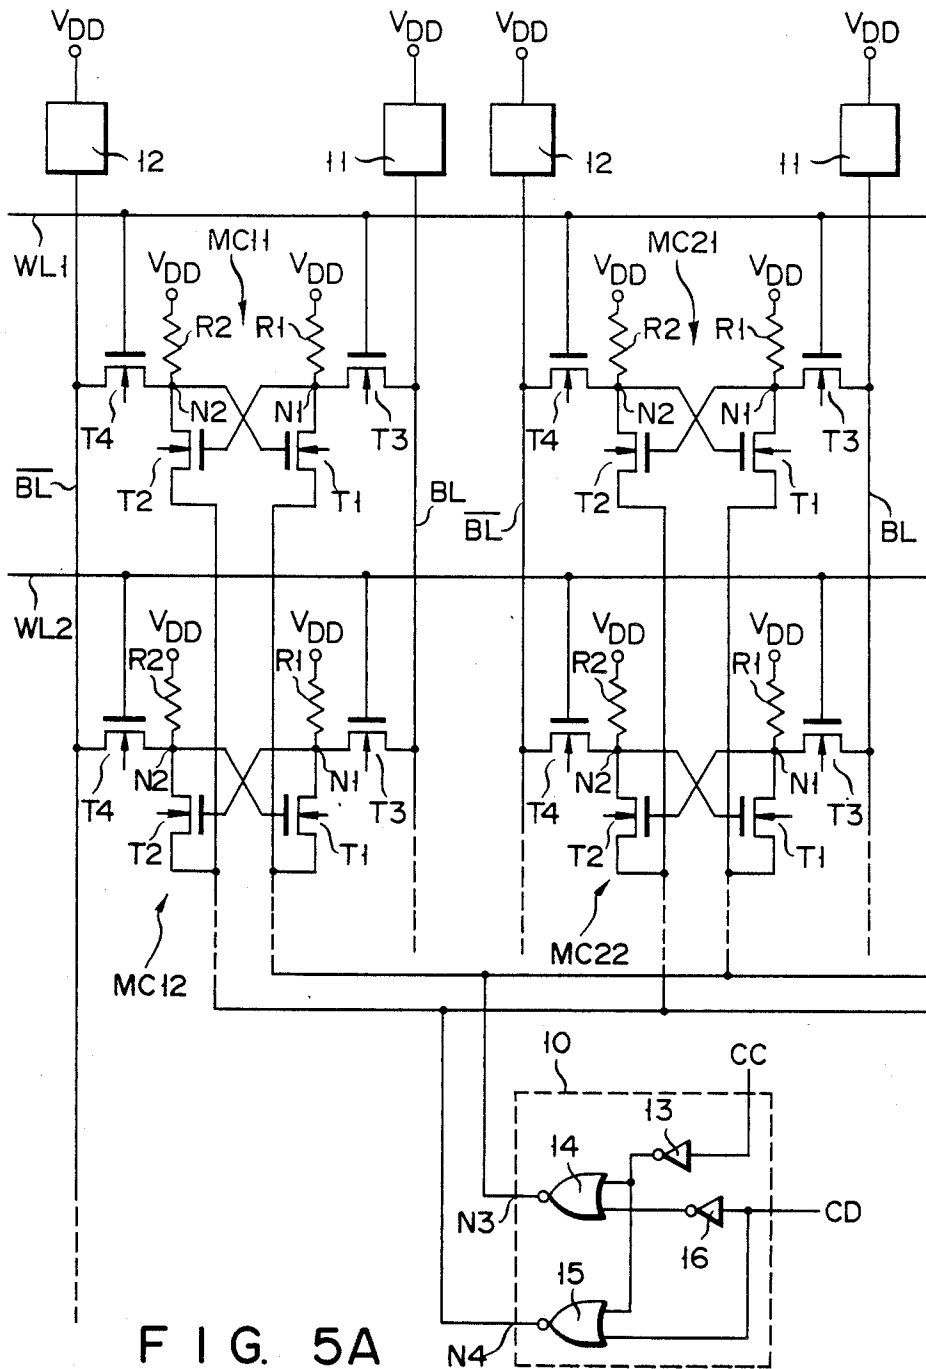 VDD VDD VDD VDD
12 11 12 11
WL1 MC11 MC21
VDD VDD VDD VDD
R2 R1 R2 R1
N2 N1 N2 N1
T4 T3 T4 T3
T2 T1 T2 T1
B̅L̅ BL B̅L̅ BL
WL2
VDD VDD VDD VDD
R2 R1 R2 R1
N2 N1 N2 N1
T4 T3 T4 T3
T2 T1 T2 T1
MC12 MC22
10 CC
13
14
N3 CD
16
15
N4
FIG. 5A